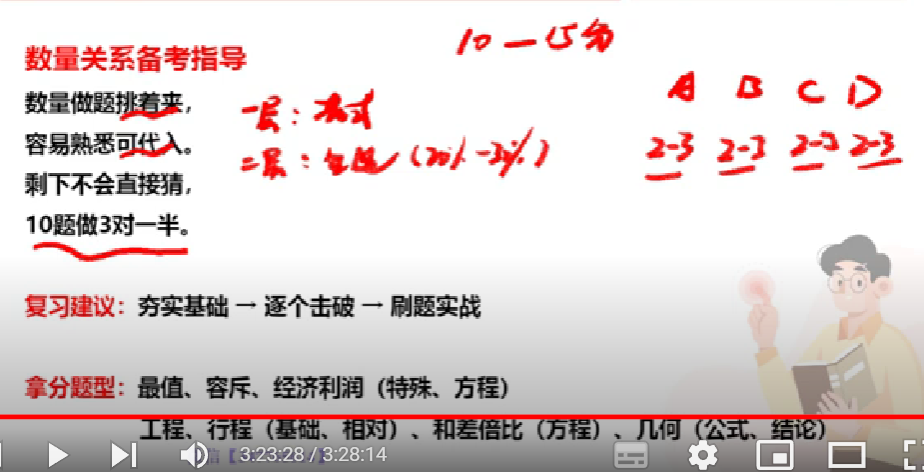 10—15分
数量关系备考指导
数量做题挑着来，
容易熟悉可代入。
剩下不会直接猜，
10题做3对一半。
一层：
二层：
A B C D
2-3 2-3 2-3 2-3
复习建议：夯实基础 → 逐个击破 → 刷题实战
拿分题型：最值、容斥、经济利润（特殊、方程）
工程、行程（基础、相对）、和差倍比（方程）、几何（公式、结论）
3:23:28 / 3:28:14